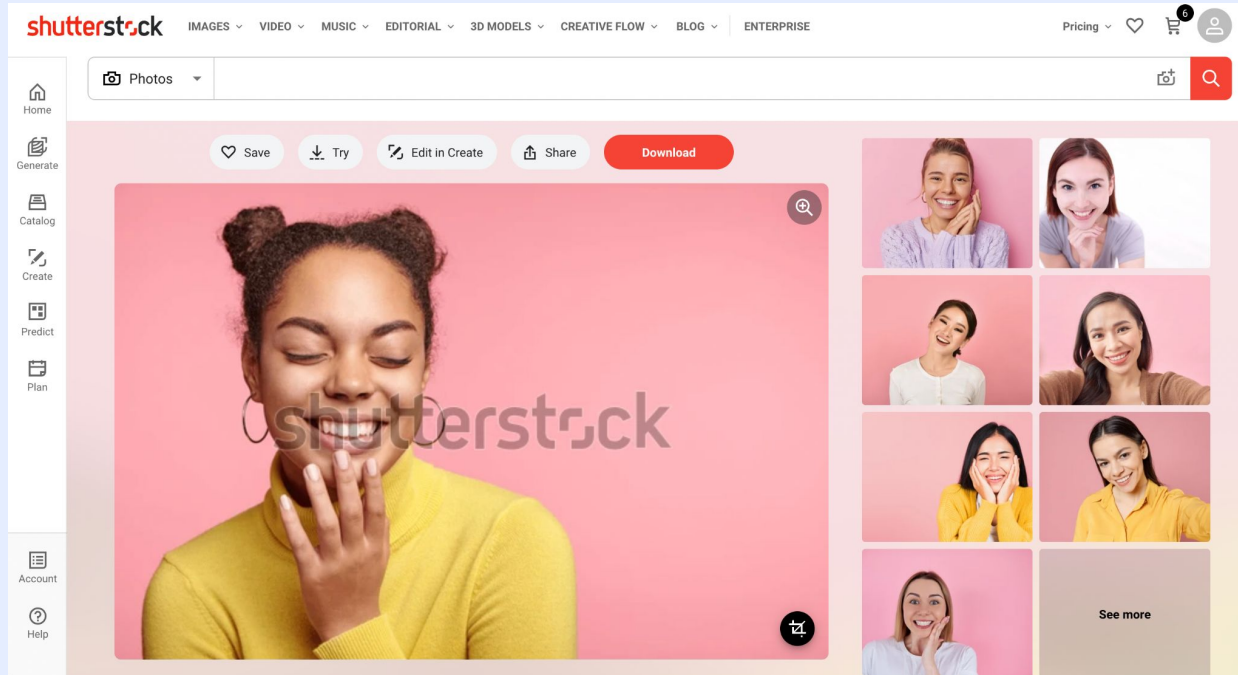 shutterstock
IMAGES VIDEO MUSIC EDITORIAL 3D MODELS CREATIVE FLOW BLOG ENTERPRISE
Pricing 6
Photos
Home
Generate
Catalog
Create
Predict
Plan
Account
Help
Save Try Edit in Create Share Download
shutterstock
See more